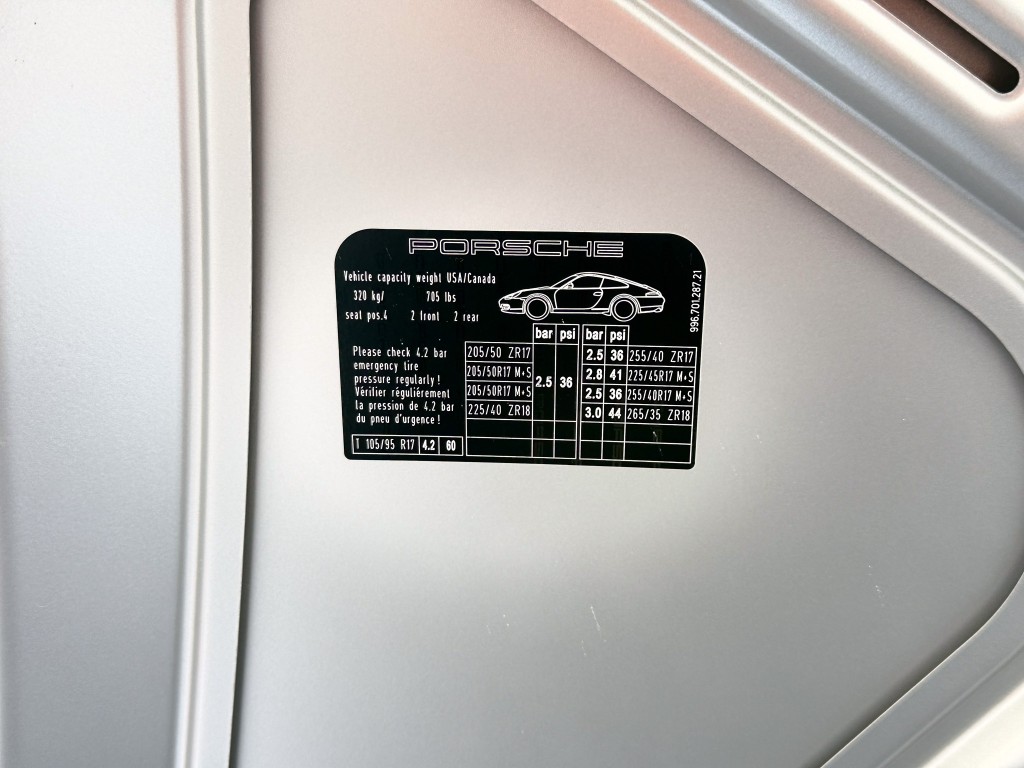 PORSCHE
Vehicle capacity weight USA/Canada
320 kg/ 705 lbs
seat pos.4 2 front 2 rear
996.701.287.21
Please check 4.2 bar
emergency tire
pressure regularly!
Vérilier réguliérement
la pression de 4.2 bar
du pneu d'urgence!
T 105/95 R17 4.2 60
bar psi bar psi
205/50 ZR17 2.5 36 255/40 ZR17
205/50R17 M+S 2.8 41 225/45R17 M+S
2.5 36
205/50R17 M+S 2.5 36 255/40R17 M+S
225/40 ZR18 3.0 44 265/35 ZR18